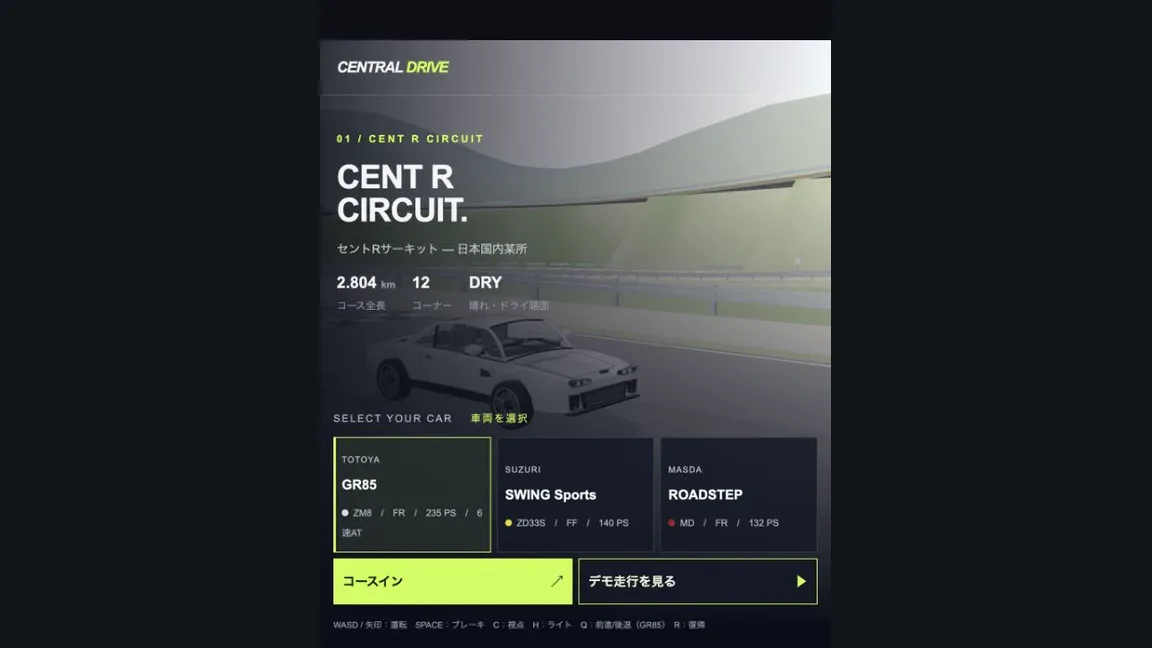 CENTRAL DRIVE
01 / CENT R CIRCUIT
CENT R
CIRCUIT.
セントRサーキット — 日本国内某所
2.804 km 12 DRY
コース全長 コーナー 晴れ・ドライ路面
SELECT YOUR CAR 車両を選択
TOTOYA
GR85
ZM8 / FR / 235 PS / 6
速AT
SUZURI
SWING Sports
ZD33S / FF / 140 PS
MASDA
ROADSTEP
MD / FR / 132 PS
コースイン ↗
デモ走行を見る ▶
WASD / 矢印：運転 SPACE：ブレーキ C：視点 H：ライト Q：前進/後退（GR85） R：復帰